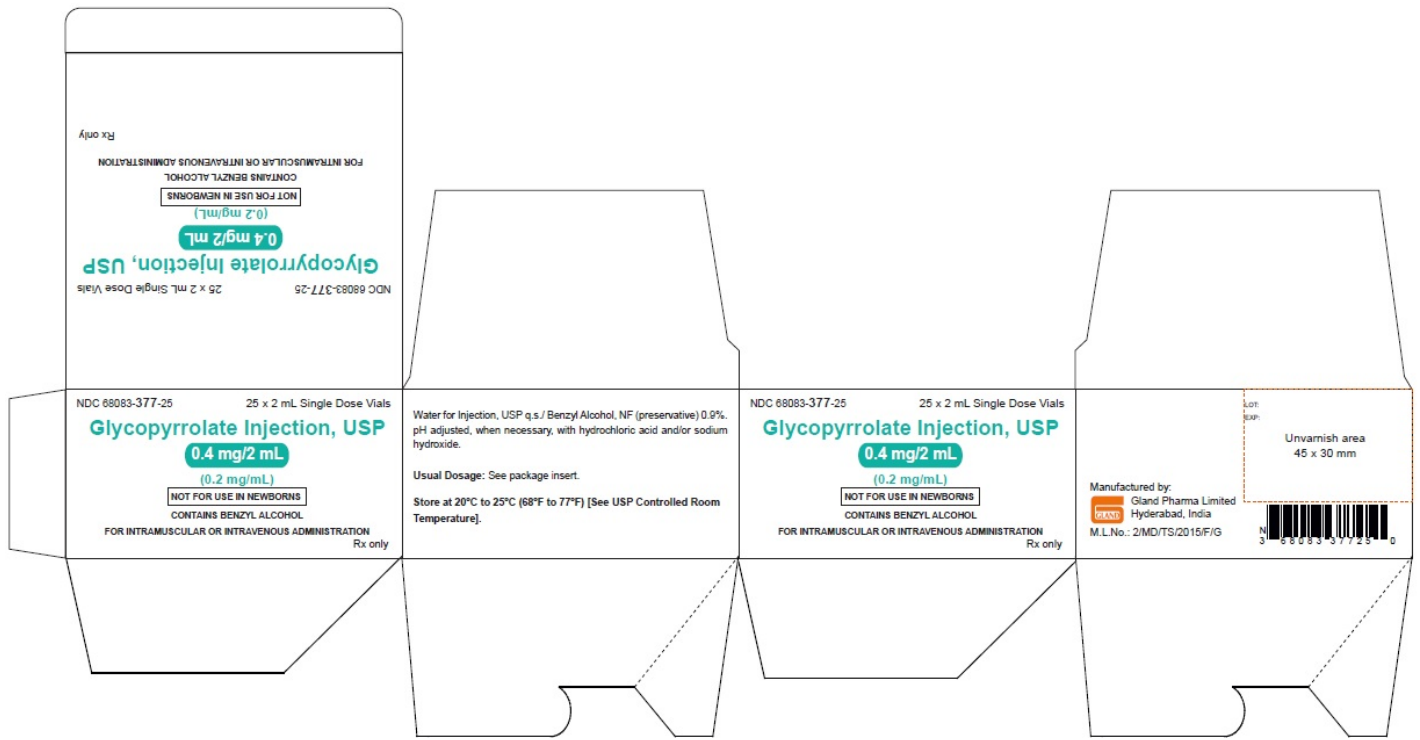 Rx only
FOR INTRAMUSCULAR OR INTRAVENOUS ADMINISTRATION
CONTAINS BENZYL ALCOHOL
NOT FOR USE IN NEWBORNS
(0.2 mg/mL)
0.4 mg/2 mL
Glycopyrrolate Injection, USP
NDC 68083-377-25 25 x 2 mL Single Dose Vials
NDC 68083-377-25 25 x 2 mL Single Dose Vials
Glycopyrrolate Injection, USP
0.4 mg/2 mL
(0.2 mg/mL)
NOT FOR USE IN NEWBORNS
CONTAINS BENZYL ALCOHOL
FOR INTRAMUSCULAR OR INTRAVENOUS ADMINISTRATION
Rx only
Water for Injection, USP q.s./ Benzyl Alcohol, NF (preservative) 0.9%.
pH adjusted, when necessary, with hydrochloric acid and/or sodium
hydroxide.
Usual Dosage: See package insert.
Store at 20°C to 25°C (68°F to 77°F) [See USP Controlled Room
Temperature].
NDC 68083-377-25 25 x 2 mL Single Dose Vials
Glycopyrrolate Injection, USP
0.4 mg/2 mL
(0.2 mg/mL)
NOT FOR USE IN NEWBORNS
CONTAINS BENZYL ALCOHOL
FOR INTRAMUSCULAR OR INTRAVENOUS ADMINISTRATION
Rx only
LOT:
EXP:
Unvarnish area
45 x 30 mm
Manufactured by:
GLAND
Gland Pharma Limited
Hyderabad, India
M.L.No.: 2/MD/TS/2015/F/G
N
3 68083 37725 0